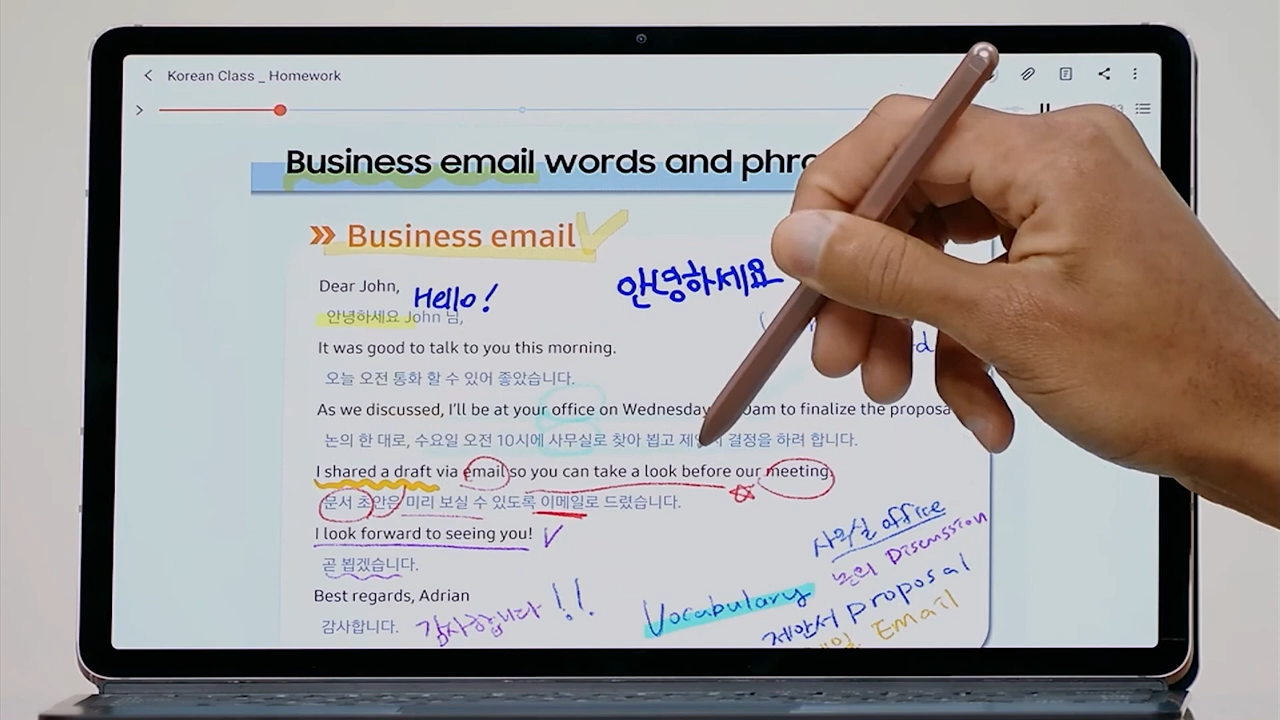 Korean Class _ Homework
Business email words and
Business email
Dear John,
Hello!
안녕하세요
안녕하세요 John 님,
It was good to talk to you this morning.
오늘 오전 통화 할 수 있어 좋았습니다.
As we discussed, I'll be at your office on Wednesday to finalize the
논의 한 대로, 수요일 오전 10시에 사무실로 찾아 뵙고 결정을 하려 합니다.
I shared a draft via email so you can take a look before our meeting.
문서 초안은 미리 보실 수 있도록 이메일로 드렸습니다.
I look forward to seeing you!
곧 뵙겠습니다.
Best regards, Adrian
감사합니다.
감사합니다!!
사무실 office
논의 Discussion
Vocabulary
제안서 proposal
Email